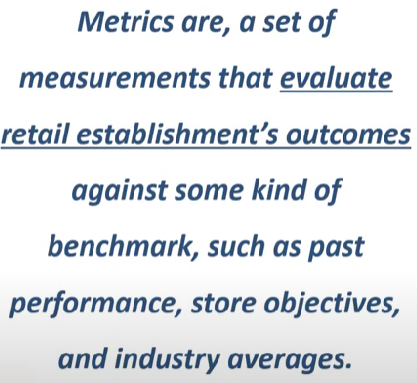 Metrics are, a set of
measurements that evaluate
retail establishment’s outcomes
against some kind of
benchmark, such as past
performance, store objectives,
and industry averages.